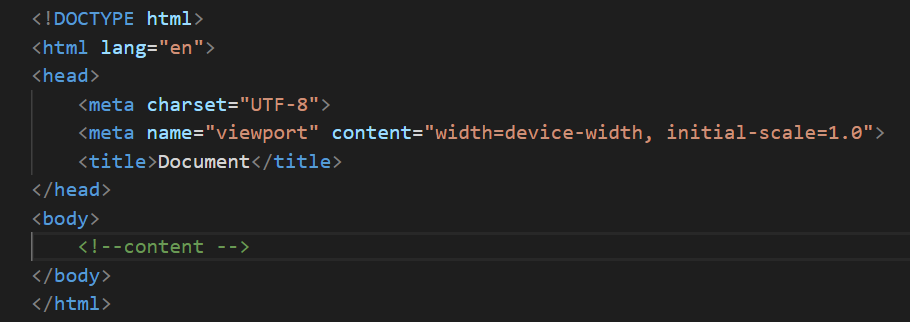 <!DOCTYPE html>
<html lang="en">
<head>
    <meta charset="UTF-8">
    <meta name="viewport" content="width=device-width, initial-scale=1.0">
    <title>Document</title>
</head>
<body>
    <!--content -->
</body>
</html>